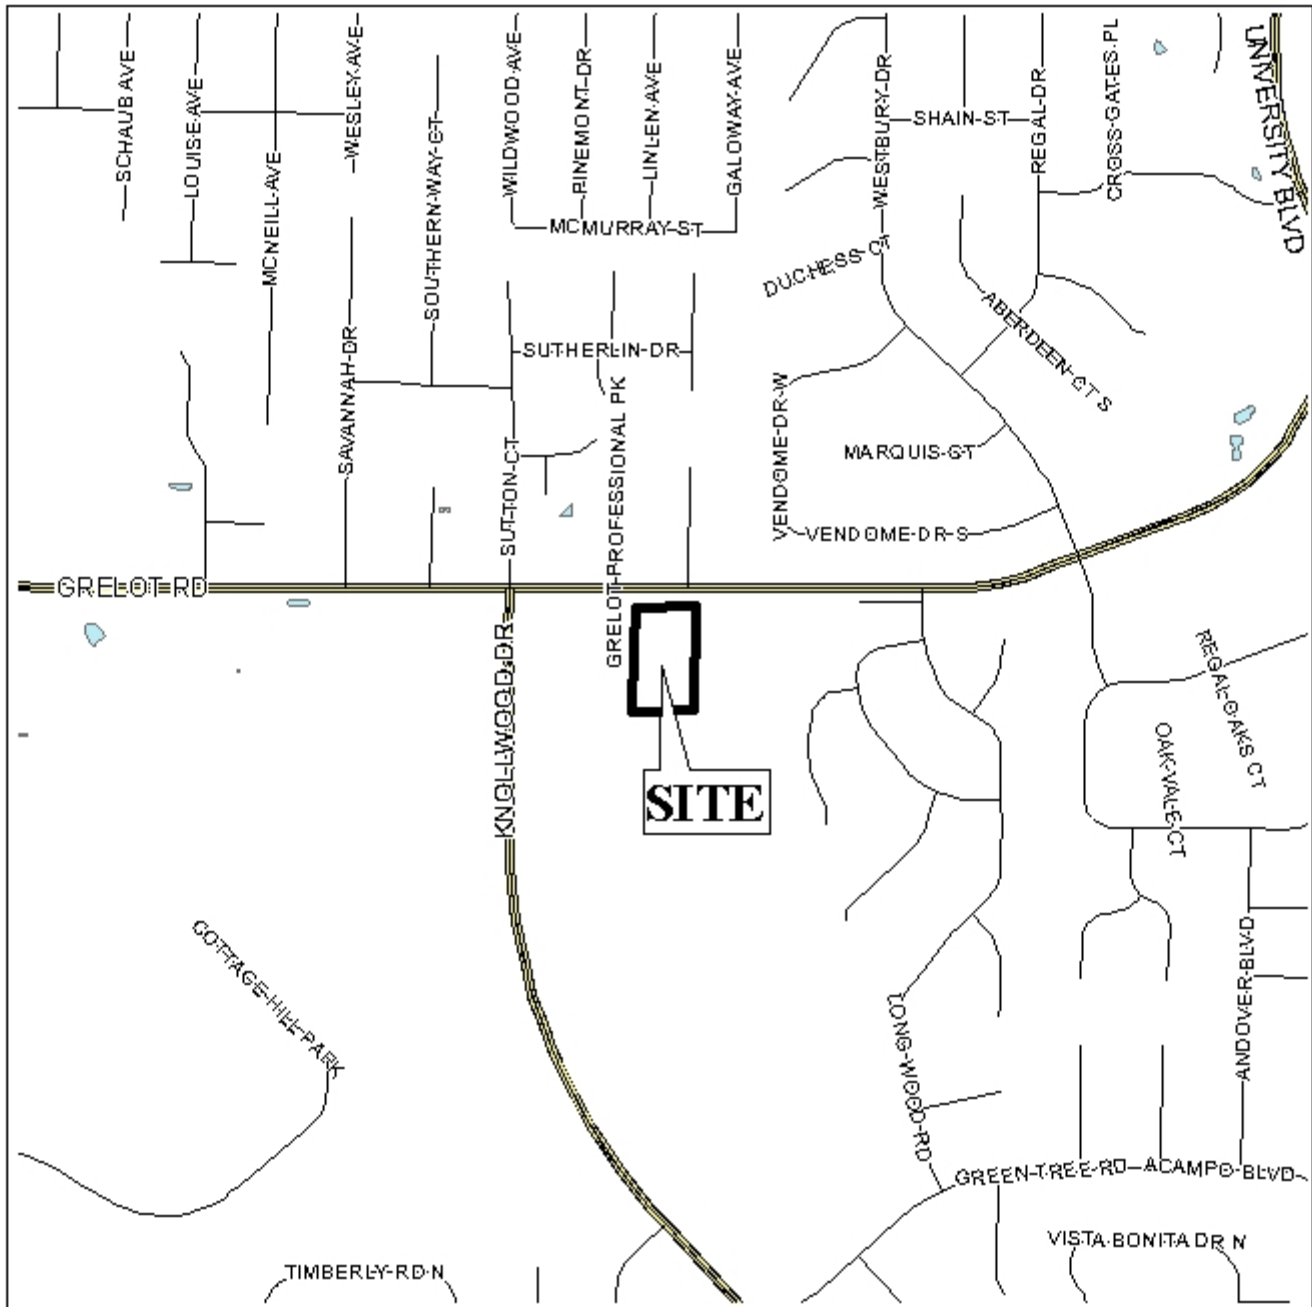 SCHAUB AVE
LOUISE AVE
MCNEILL AVE
WESLEY AVE
SOUTHERN WAY CT
WILDWOOD AVE
PINEMONT DR
LINLEN AVE
GALOWAY AVE
WESTBURY DR
SHAIN ST
REGAL DR
CROSS GATES PL
UNIVERSITY BLVD
MCMURRAY ST
DUCHESS CT
ABERDEEN CT S
SAVANNAH DR
SUTHERLIN DR
SUTTON CT
GRELOT PROFESSIONAL PK
VENDOME DR W
MARQUIS CT
VENDOME DR S
GRELOT RD
KNOLLWOOD DR
SITE
REGAL OAKS CT
OAK VALE CT
COTTAGE HILL PARK
LONG WOOD RD
ANDOVER BLVD
GREEN TREE RD
ACAMPO BLVD
VISTA BONITA DR N
TIMBERLY RD N